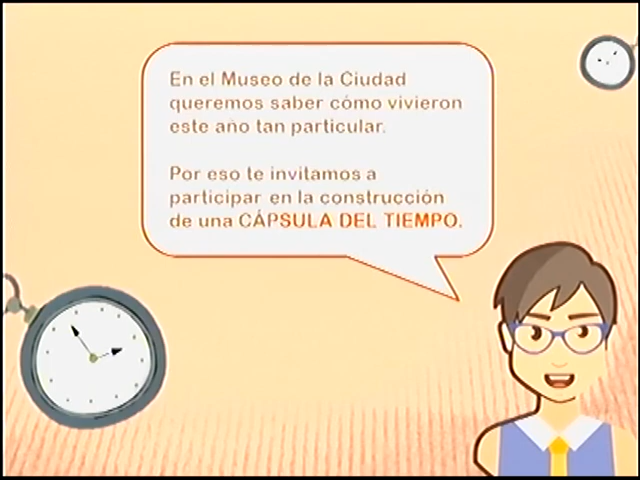 En el Museo de la Ciudad
queremos saber cómo vivieron
este año tan particular.
Por eso te invitamos a
participar en la construcción
de una CÁPSULA DEL TIEMPO.